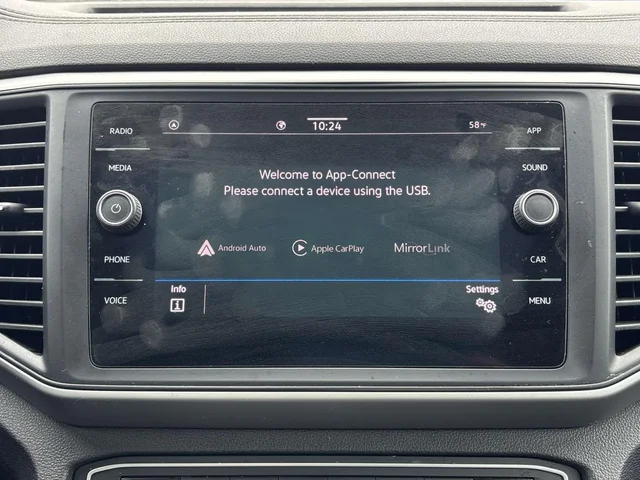 RADIO
MEDIA
PHONE
VOICE
10:24
58°F
Welcome to App-Connect
Please connect a device using the USB.
Android Auto
Apple CarPlay
MirrorLink
Info
Settings
APP
SOUND
CAR
MENU